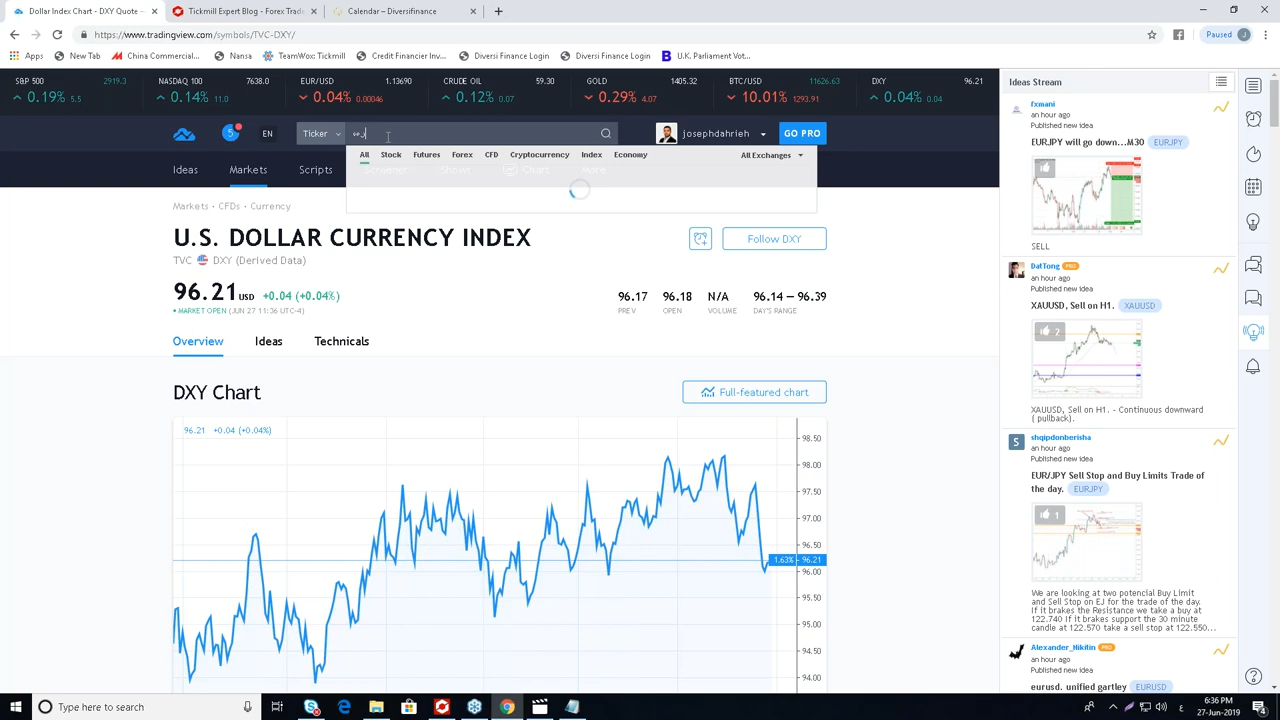 Dollar Index Chart — DXY Quote –
Tickmill Expert Blog - Forex Trad
Calendar – Diversifinance
https://www.tradingview.com/symbols/TVC-DXY/
Paused
J
Apps
New Tab
China Commercial...
Nansa
TeamWox: Tickmill
Credit Financier Inv...
Diversi Finance Login
Diversi Finance Login
U.K. Parliament Vot...
S&P 500 2919.3
0.19% 5.5
NASDAQ 100 7638.0
0.14% 11.0
EUR/USD 1.13690
0.04% 0.00046
CRUDE OIL 59.30
0.12% 0.07
GOLD 1405.32
0.29% 4.07
BTC/USD 11626.63
10.01% 1293.91
DXY 96.21
0.04% 0.04
5
EN
Ticker
josephdahrieh
GO PRO
All Stock Futures Forex CFD Cryptocurrency Index Economy All Exchanges
Ideas Markets Scripts Screener Chart More
Markets • CFDs • Currency
U.S. DOLLAR CURRENCY INDEX
Follow DXY
TVC DXY (Derived Data)
96.21 USD +0.04 (+0.04%)
MARKET OPEN (JUN 27 11:36 UTC-4)
96.17 96.18 N/A 96.14 — 96.39
PREV OPEN VOLUME DAY'S RANGE
Overview Ideas Technicals
DXY Chart
Full-featured chart
96.21 +0.04 (+0.04%)
98.50
98.00
97.50
97.00
96.50
1.63% 96.21
96.00
95.50
95.00
94.50
94.00
Ideas Stream
fxmani
an hour ago
Published new idea
EURJPY will go down...M30 EURJPY
SELL
DatTong PRO
an hour ago
Published new idea
XAUUSD, Sell on H1. XAUUSD
2
XAUUSD, Sell on H1. - Continuous downward
( pullback).
S
shqipdonberisha
an hour ago
Published new idea
EUR/JPY Sell Stop and Buy Limits Trade of
the day. EURJPY
1
We are looking at two potencial Buy Limit
and Sell Stop on EJ for the trade of the day.
If it brakes the Resistance we take a buy at
122.740 If it brakes support the 30 minute
candle at 122.570 take a sell stop at 122.550...
Alexander_Nikitin PRO
an hour ago
Published new idea
eurusd. unified gartley EURUSD
Type here to search
6:36 PM
27-Jun-2019
4